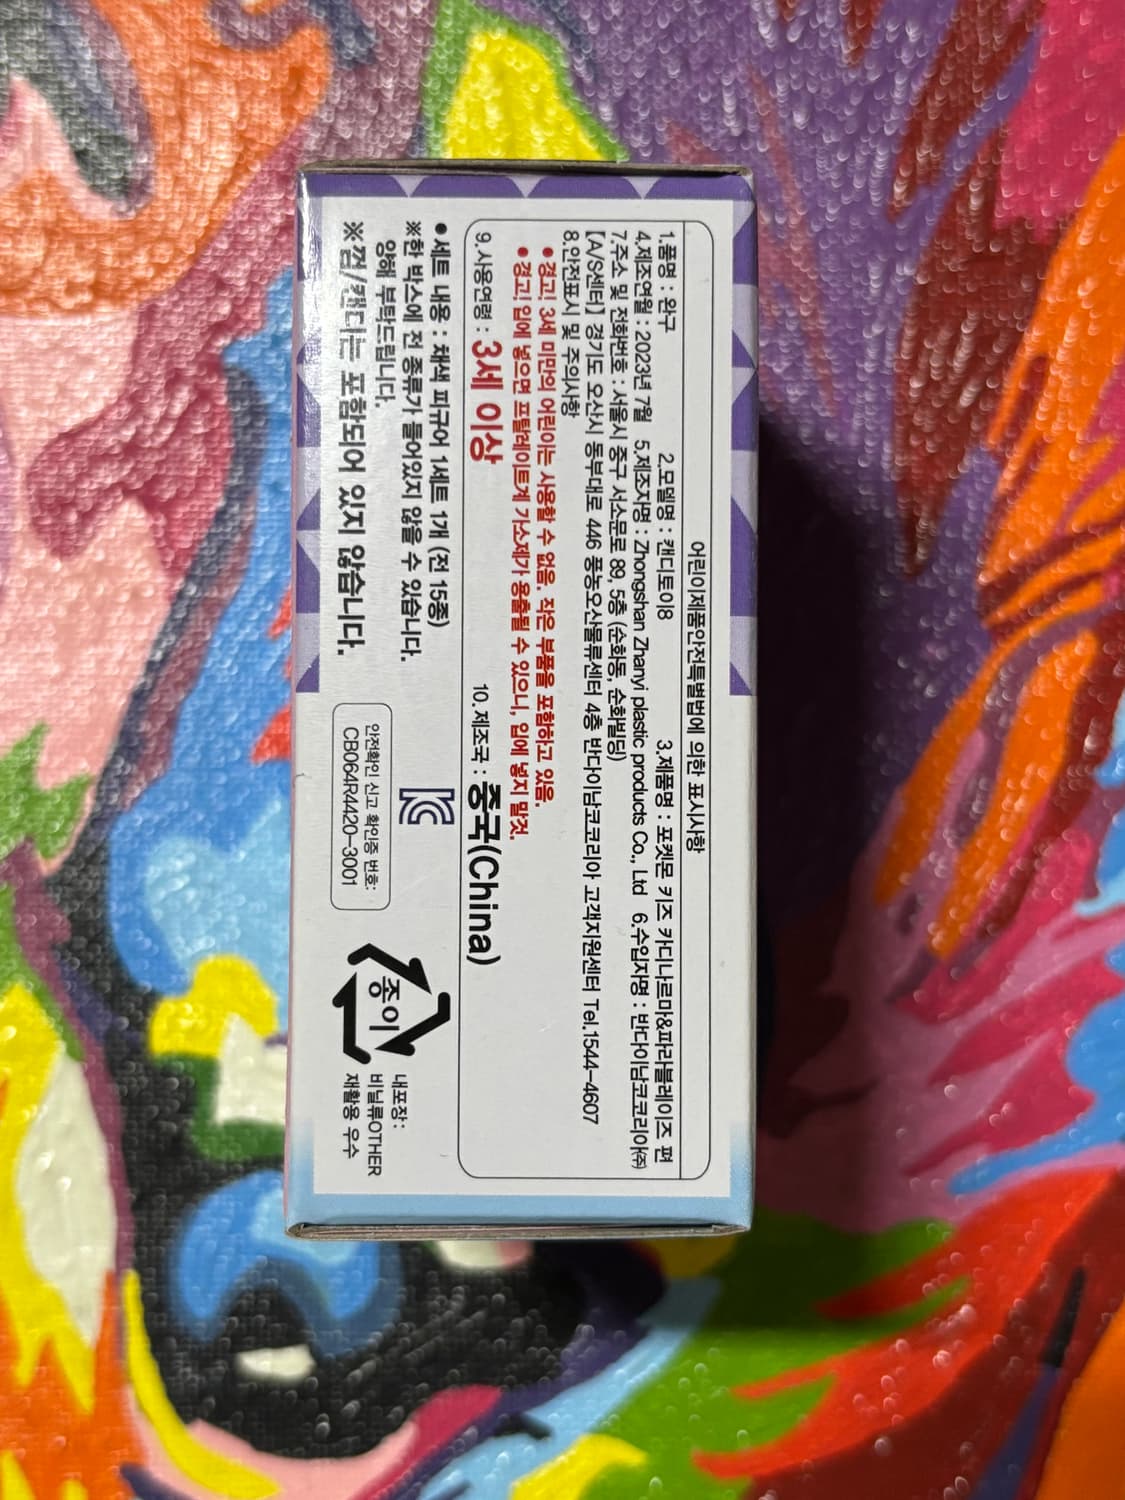 어린이제품안전특별법에 의한 표시사항
1.품명 : 완구 2.모델명 : 캔디토이8 3.제품명 : 포켓몬 키즈 카디나르마&파라블레이즈 편
4.제조연월 : 2023년 7월 5.제조자명 : Zhongshan Zhanyi plastic products Co., Ltd 6.수입자명 : 반다이남코코리아㈜
7.주소 및 전화번호 : 서울시 중구 서소문로 89, 5층 (순화동, 순화빌딩)
【A/S센터】 경기도 오산시 동부대로 446 풍농오산물류센터 4층 반다이남코코리아 고객지원센터 Tel.1544-4607
8.안전표시 및 주의사항
● 경고! 3세 미만의 어린이는 사용할 수 없음. 작은 부품을 포함하고 있음.
● 경고! 입에 넣으면 프탈레이트계 가소제가 용출될 수 있으니, 입에 넣지 말것.
9.사용연령 : 3세 이상 10.제조국 : 중국(China)
● 세트 내용 : 채색 피규어 1세트 1개 (전 15종)
※한 박스에 전 종류가 들어있지 않을 수 있습니다.
양해 부탁드립니다.
※껌/캔디는 포함되어 있지 않습니다.
KC
안전확인 신고 확인증 번호:
CB064R4420-3001
종이
내포장:
비닐류OTHER
재활용 우수